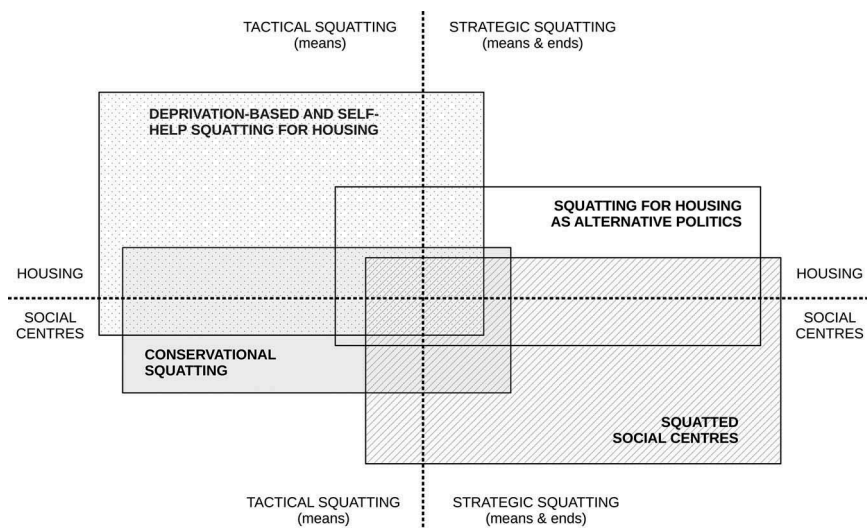 TACTICAL SQUATTING
(means)
STRATEGIC SQUATTING
(means & ends)
DEPRIVATION-BASED AND SELF-
HELP SQUATTING FOR HOUSING
SQUATTING FOR HOUSING
AS ALTERNATIVE POLITICS
HOUSING
HOUSING
SOCIAL
CENTRES
SOCIAL
CENTRES
CONSERVATIONAL
SQUATTING
SQUATTED
SOCIAL CENTRES
TACTICAL SQUATTING
(means)
STRATEGIC SQUATTING
(means & ends)